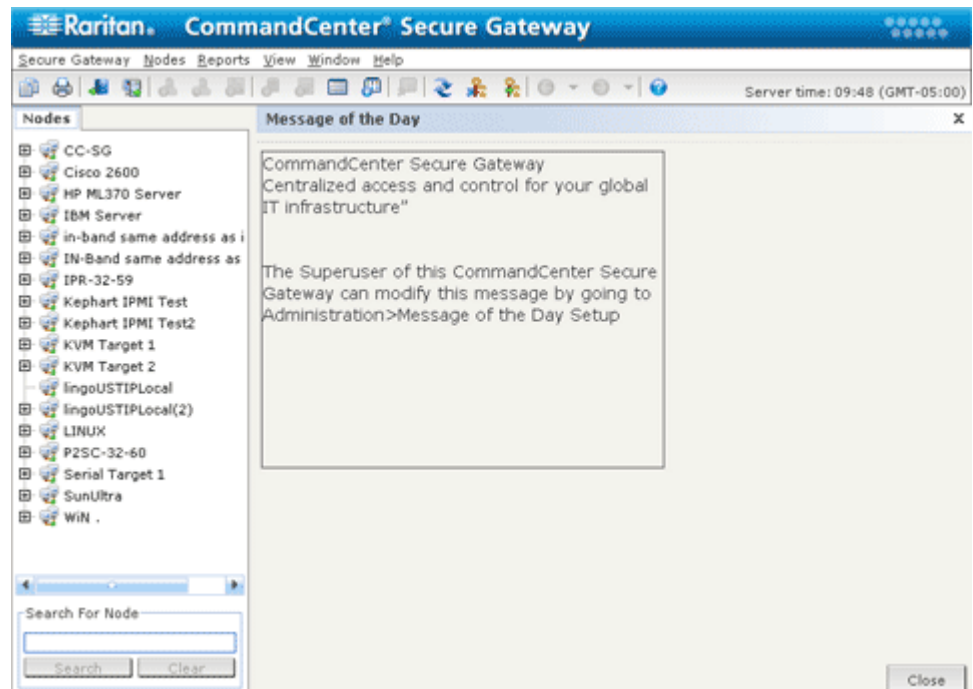 Raritan. CommandCenter® Secure Gateway
Secure Gateway Nodes Reports View Window Help
Server time: 09:48 (GMT-05:00)
Nodes
Message of the Day
x
CC-SG
Cisco 2600
HP ML370 Server
IBM Server
in-band same address as i
IN-Band same address as
IPR-32-59
Kephart IPMI Test
Kephart IPMI Test2
KVM Target 1
KVM Target 2
lingoUSTIPLocal
lingoUSTIPLocal(2)
LINUX
P2SC-32-60
Serial Target 1
SunUltra
WiN .
CommandCenter Secure Gateway
Centralized access and control for your global
IT infrastructure"
The Superuser of this CommandCenter Secure
Gateway can modify this message by going to
Administration>Message of the Day Setup
Search For Node
Search Clear
Close